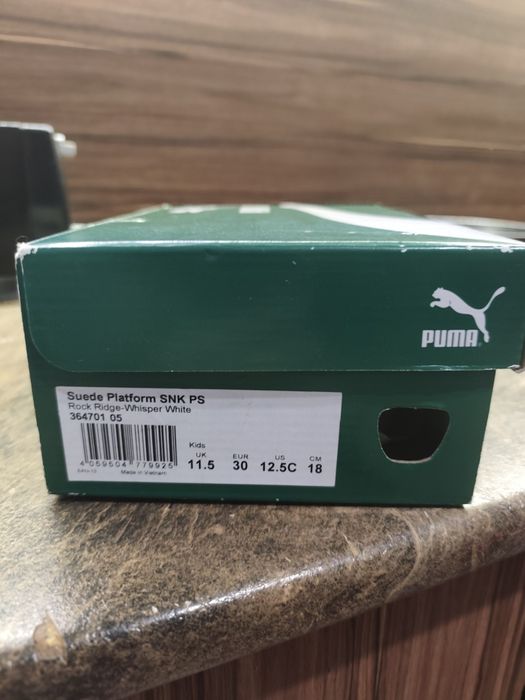 PUMA
Suede Platform SNK PS
Rock Ridge-Whisper White
364701 05
Kids
UK EUR US CM
11.5 30 12.5C 18
4 059504 779925
Made in Vietnam